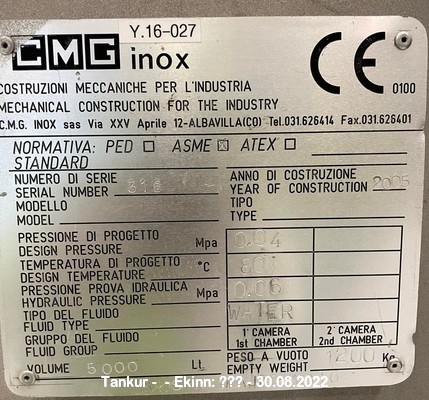 Y.16-027
CMG inox
CE 0100
COSTRUZIONI MECCANICHE PER L'INDUSTRIA
MECHANICAL CONSTRUCTION FOR THE INDUSTRY
C.M.G. INOX sas Via XXV Aprile 12-ALBAVILLA(CO) Tel.031.626414 Fax.031.626401
NORMATIVA: PED ☐ ASME ☒ ATEX ☐
STANDARD
NUMERO DI SERIE ANNO DI COSTRUZIONE
SERIAL NUMBER 316 YEAR OF CONSTRUCTION 2005
MODELLO TIPO
MODEL TYPE
PRESSIONE DI PROGETTO
DESIGN PRESSURE Mpa 0.04
TEMPERATURA DI PROGETTO
DESIGN TEMPERATURE °C 80
PRESSIONE PROVA IDRAULICA
HYDRAULIC PRESSURE Mpa 0.06
TIPO DEL FLUIDO
FLUID TYPE WATER
GRUPPO DEL FLUIDO 1° CAMERA 2° CAMERA
FLUID GROUP 1st CHAMBER 2nd CHAMBER
VOLUME 5000 Lt. PESO A VUOTO
EMPTY WEIGHT 1200 Kg
Tankur - - Ekinn: ??? - 30.08.2022